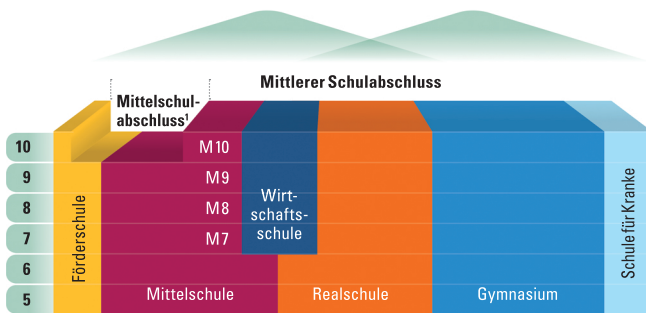 Mittlerer Schulabschluss
Mittelschul-
abschluss¹
10
M10
9
M9
8
M8
7
M7
6
5
Förderschule
Mittelschule
Wirt-
schafts-
schule
Realschule
Gymnasium
Schule für Kranke